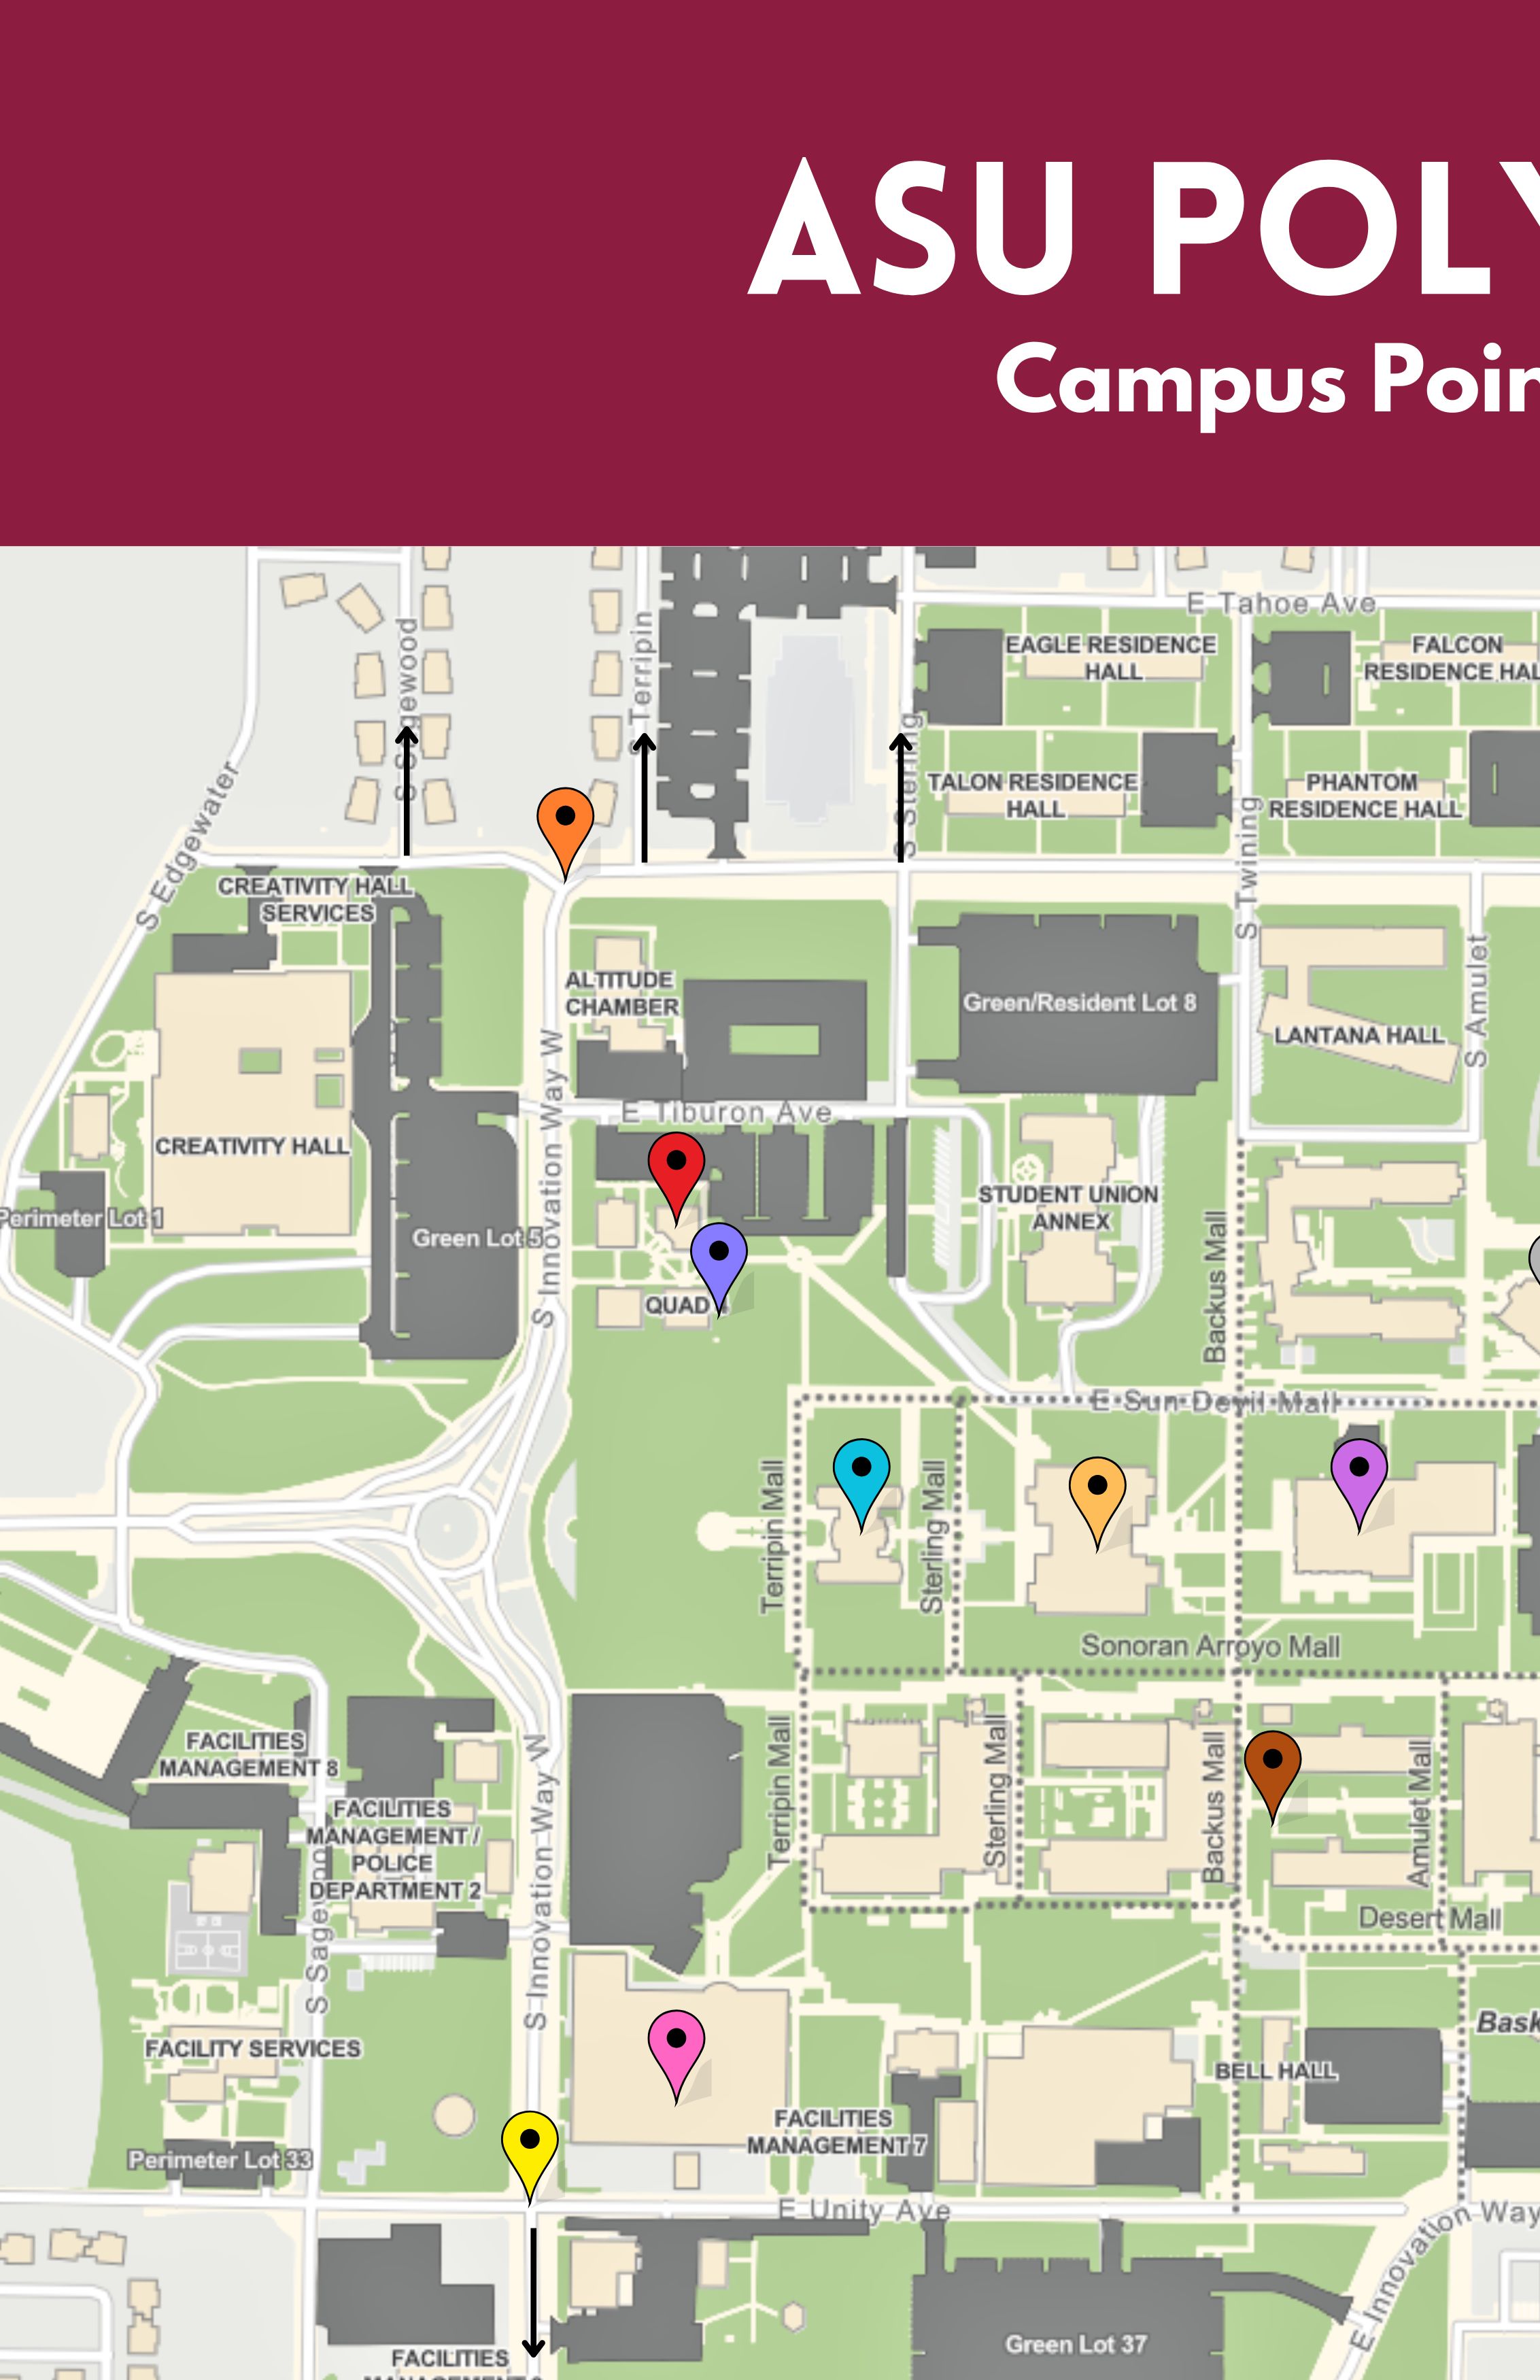 ASU POLY
Campus Poin
E Tahoe Ave
EAGLE RESIDENCE
HALL
FALCON
RESIDENCE HAL
S Sagewood
S Terripin
S Sterling
TALON RESIDENCE
HALL
PHANTOM
RESIDENCE HALL
S Edgewater
S Twining
CREATIVITY HALL
SERVICES
ALTITUDE
CHAMBER
Green/Resident Lot 8
LANTANA HALL
S Amulet
S Innovation Way W
E Tiburon Ave
CREATIVITY HALL
STUDENT UNION
ANNEX
Perimeter Lot 1
Green Lot 5
Backus Mall
QUAD
E Sun Devil Mall
Terripin Mall
Sterling Mall
Sonoran Arroyo Mall
FACILITIES
MANAGEMENT 8
Terripin Mall
Sterling Mall
Backus Mall
Amulet Mall
FACILITIES
MANAGEMENT /
POLICE
DEPARTMENT 2
S Innovation Way W
S Sagewood
Desert Mall
Bask
FACILITY SERVICES
BELL HALL
FACILITIES
MANAGEMENT 7
Perimeter Lot 33
E Unity Ave
E Innovation Way
Green Lot 37
FACILITIES